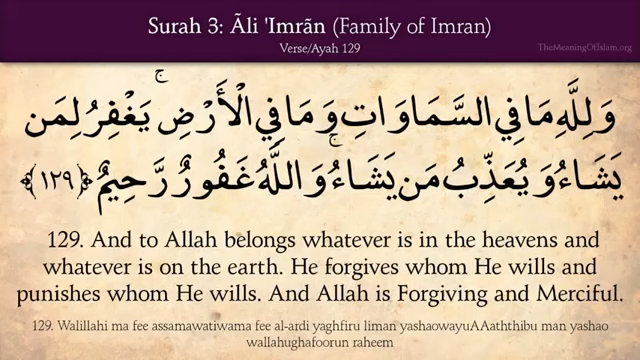 Surah 3: Ãli 'Imrãn (Family of Imran)
Verse/Ayah 129
TheMeaningOfIslam.org
وَلِلَّهِ مَا فِي السَّمَاوَاتِ وَمَا فِي الْأَرْضِ ۚ يَغْفِرُ لِمَن
يَشَاءُ وَيُعَذِّبُ مَن يَشَاءُ ۚ وَاللَّهُ غَفُورٌ رَّحِيمٌ ﴿١٢٩﴾
129. And to Allah belongs whatever is in the heavens and
whatever is on the earth. He forgives whom He wills and
punishes whom He wills. And Allah is Forgiving and Merciful.
129. Walillahi ma fee assamawatiwama fee al-ardi yaghfiru liman yashaowayuAAaththibu man yashao
wallahughafoorun raheem